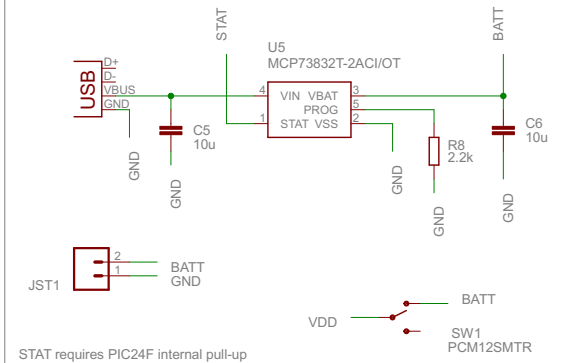 STAT
BATT
U5
MCP73832T-2ACI/OT
USB
D+
D-
VBUS
GND
4 VIN VBAT 3
PROG 5
1 STAT VSS 2
C5
10u
C6
10u
R8
2.2k
GND
GND
GND
GND
GND
JST1
2 BATT
1 GND
VDD
BATT
SW1
PCM12SMTR
STAT requires PIC24F internal pull-up